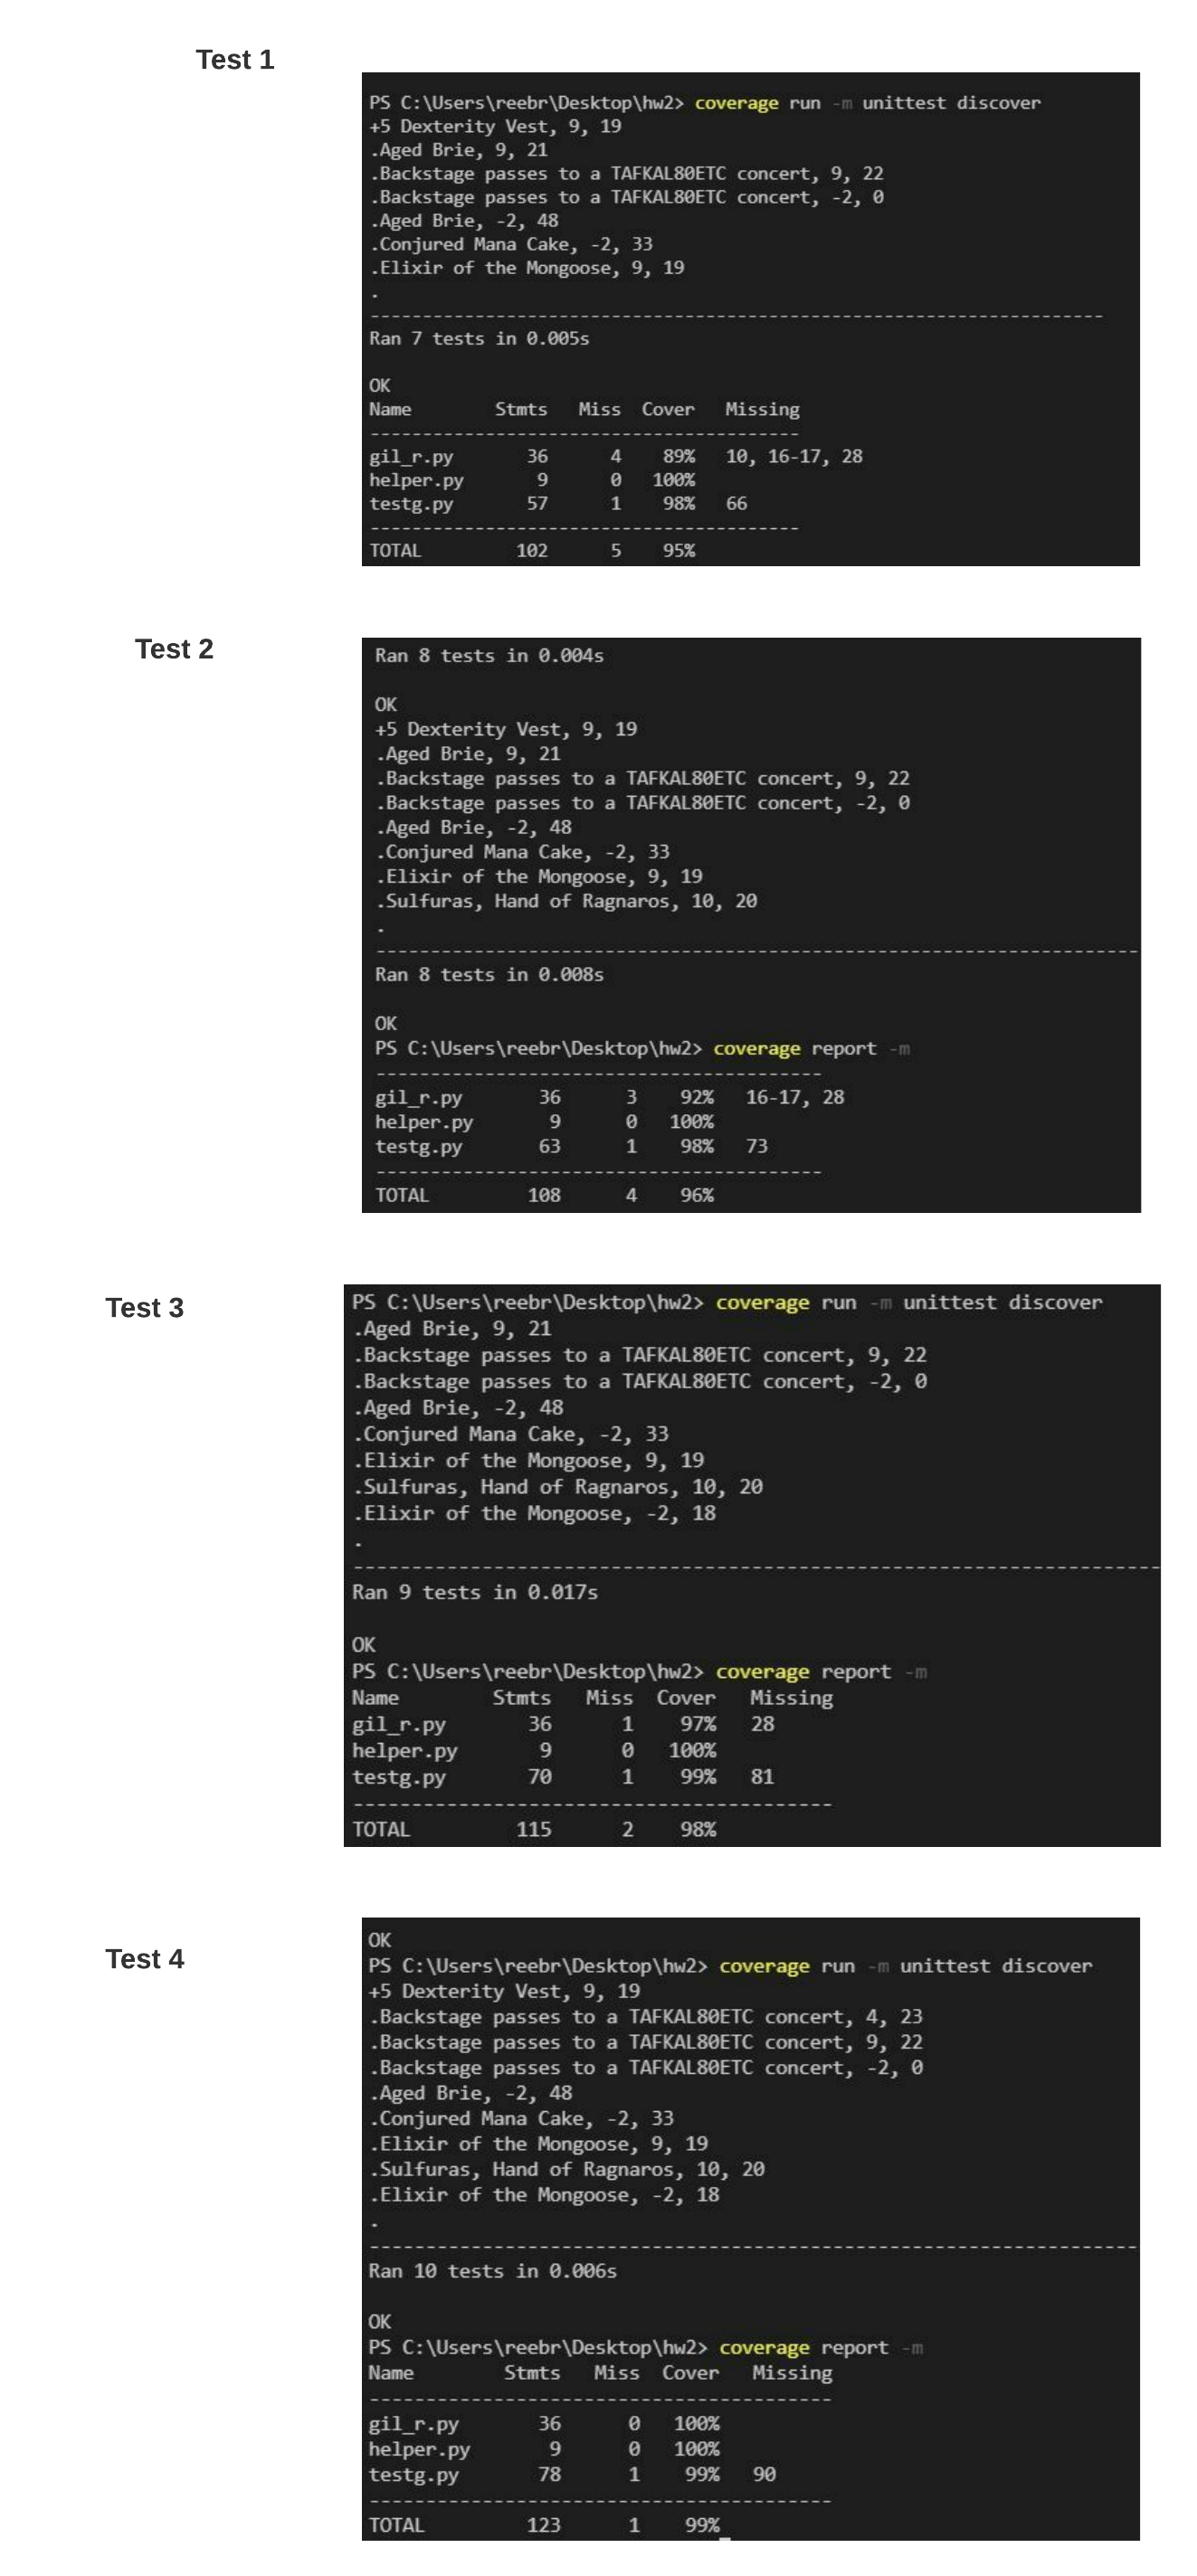 Test 1
PS C:\Users\reebr\Desktop\hw2> coverage run -m unittest discover
+5 Dexterity Vest, 9, 19
.Aged Brie, 9, 21
.Backstage passes to a TAFKAL80ETC concert, 9, 22
.Backstage passes to a TAFKAL80ETC concert, -2, 0
.Aged Brie, -2, 48
.Conjured Mana Cake, -2, 33
.Elixir of the Mongoose, 9, 19
.
----------------------------------------------------------------------
Ran 7 tests in 0.005s
OK
Name Stmts Miss Cover Missing
-----------------------------------------
gil_r.py 36 4 89% 10, 16-17, 28
helper.py 9 0 100%
testg.py 57 1 98% 66
-----------------------------------------
TOTAL 102 5 95%
Test 2
Ran 8 tests in 0.004s
OK
+5 Dexterity Vest, 9, 19
.Aged Brie, 9, 21
.Backstage passes to a TAFKAL80ETC concert, 9, 22
.Backstage passes to a TAFKAL80ETC concert, -2, 0
.Aged Brie, -2, 48
.Conjured Mana Cake, -2, 33
.Elixir of the Mongoose, 9, 19
.Sulfuras, Hand of Ragnaros, 10, 20
.
----------------------------------------------------------------------
Ran 8 tests in 0.008s
OK
PS C:\Users\reebr\Desktop\hw2> coverage report -m
-----------------------------------------
gil_r.py 36 3 92% 16-17, 28
helper.py 9 0 100%
testg.py 63 1 98% 73
-----------------------------------------
TOTAL 108 4 96%
Test 3
PS C:\Users\reebr\Desktop\hw2> coverage run -m unittest discover
.Aged Brie, 9, 21
.Backstage passes to a TAFKAL80ETC concert, 9, 22
.Backstage passes to a TAFKAL80ETC concert, -2, 0
.Aged Brie, -2, 48
.Conjured Mana Cake, -2, 33
.Elixir of the Mongoose, 9, 19
.Sulfuras, Hand of Ragnaros, 10, 20
.Elixir of the Mongoose, -2, 18
.
----------------------------------------------------------------------
Ran 9 tests in 0.017s
OK
PS C:\Users\reebr\Desktop\hw2> coverage report -m
Name Stmts Miss Cover Missing
gil_r.py 36 1 97% 28
helper.py 9 0 100%
testg.py 70 1 99% 81
-----------------------------------------
TOTAL 115 2 98%
Test 4
OK
PS C:\Users\reebr\Desktop\hw2> coverage run -m unittest discover
+5 Dexterity Vest, 9, 19
.Backstage passes to a TAFKAL80ETC concert, 4, 23
.Backstage passes to a TAFKAL80ETC concert, 9, 22
.Backstage passes to a TAFKAL80ETC concert, -2, 0
.Aged Brie, -2, 48
.Conjured Mana Cake, -2, 33
.Elixir of the Mongoose, 9, 19
.Sulfuras, Hand of Ragnaros, 10, 20
.Elixir of the Mongoose, -2, 18
.
----------------------------------------------------------------------
Ran 10 tests in 0.006s
OK
PS C:\Users\reebr\Desktop\hw2> coverage report -m
Name Stmts Miss Cover Missing
-----------------------------------------
gil_r.py 36 0 100%
helper.py 9 0 100%
testg.py 78 1 99% 90
-----------------------------------------
TOTAL 123 1 99%